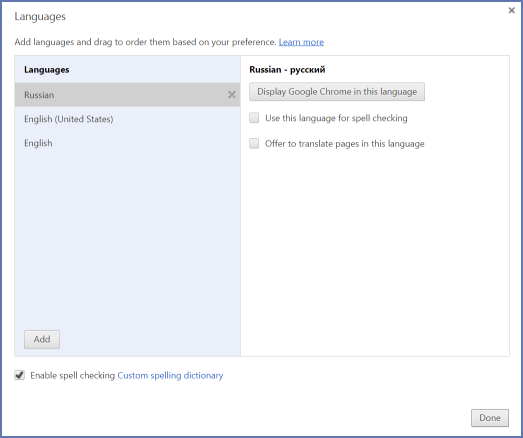 Languages
Add languages and drag to order them based on your preference. Learn more
Languages
Russian
English (United States)
English
Add
Russian - русский
Display Google Chrome in this language
Use this language for spell checking
Offer to translate pages in this language
Enable spell checking Custom spelling dictionary
Done